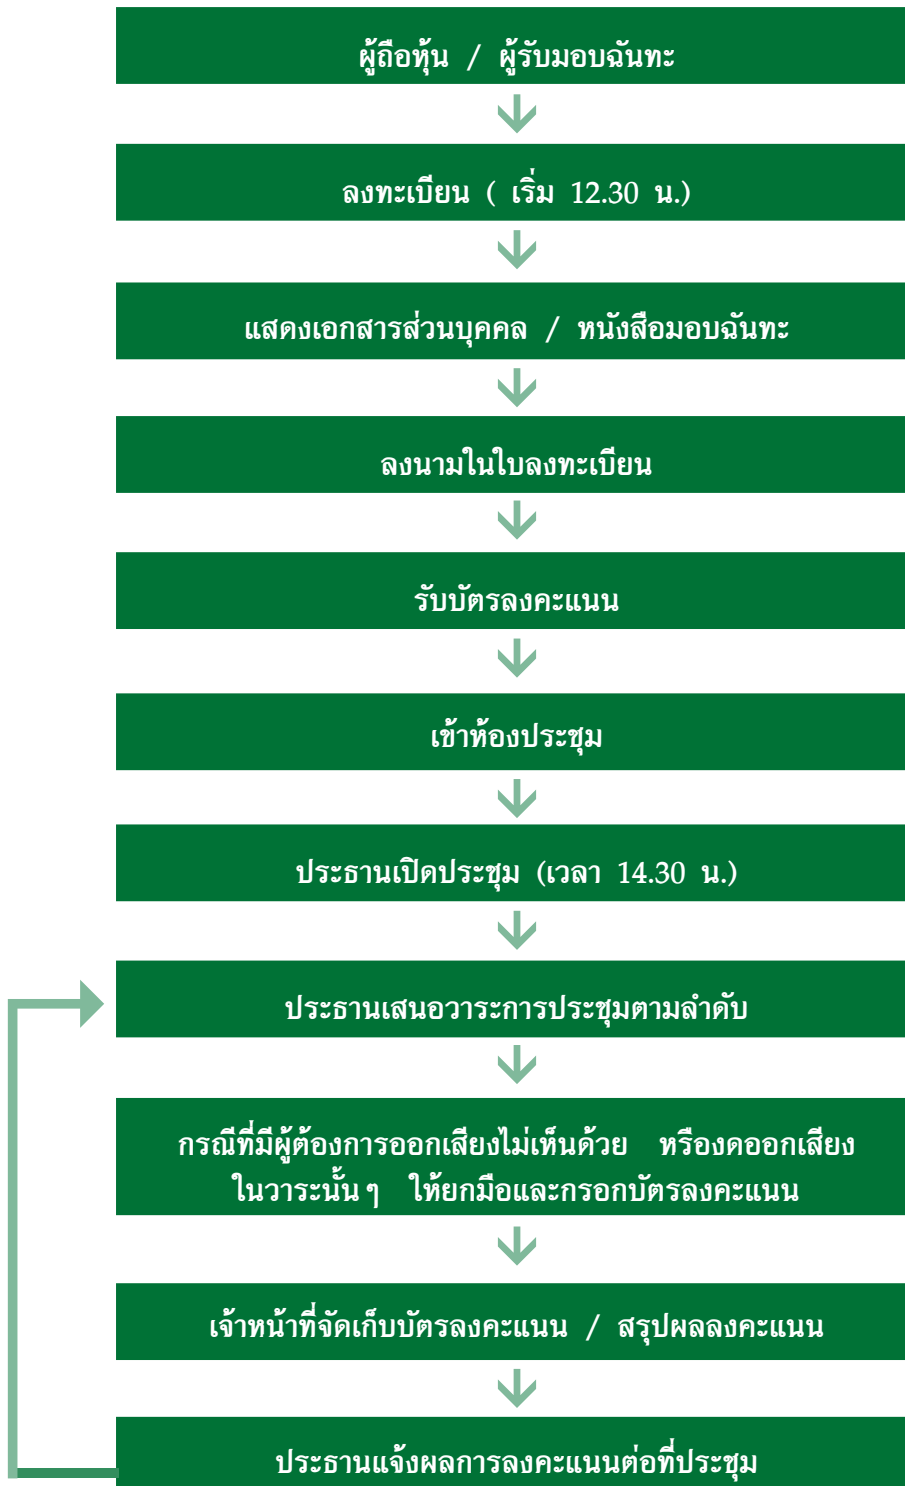 ผู้ถือหุ้น / ผู้รับมอบฉันทะ
ลงทะเบียน ( เริ่ม 12.30 น.)
แสดงเอกสารส่วนบุคคล / หนังสือมอบฉันทะ
ลงนามในใบลงทะเบียน
รับบัตรลงคะแนน
เข้าห้องประชุม
ประธานเปิดประชุม (เวลา 14.30 น.)
ประธานเสนอวาระการประชุมตามลำดับ
กรณีที่มีผู้ต้องการออกเสียงไม่เห็นด้วย หรืองดออกเสียง
ในวาระนั้น ๆ ให้ยกมือและกรอกบัตรลงคะแนน
เจ้าหน้าที่จัดเก็บบัตรลงคะแนน / สรุปผลลงคะแนน
ประธานแจ้งผลการลงคะแนนต่อที่ประชุม